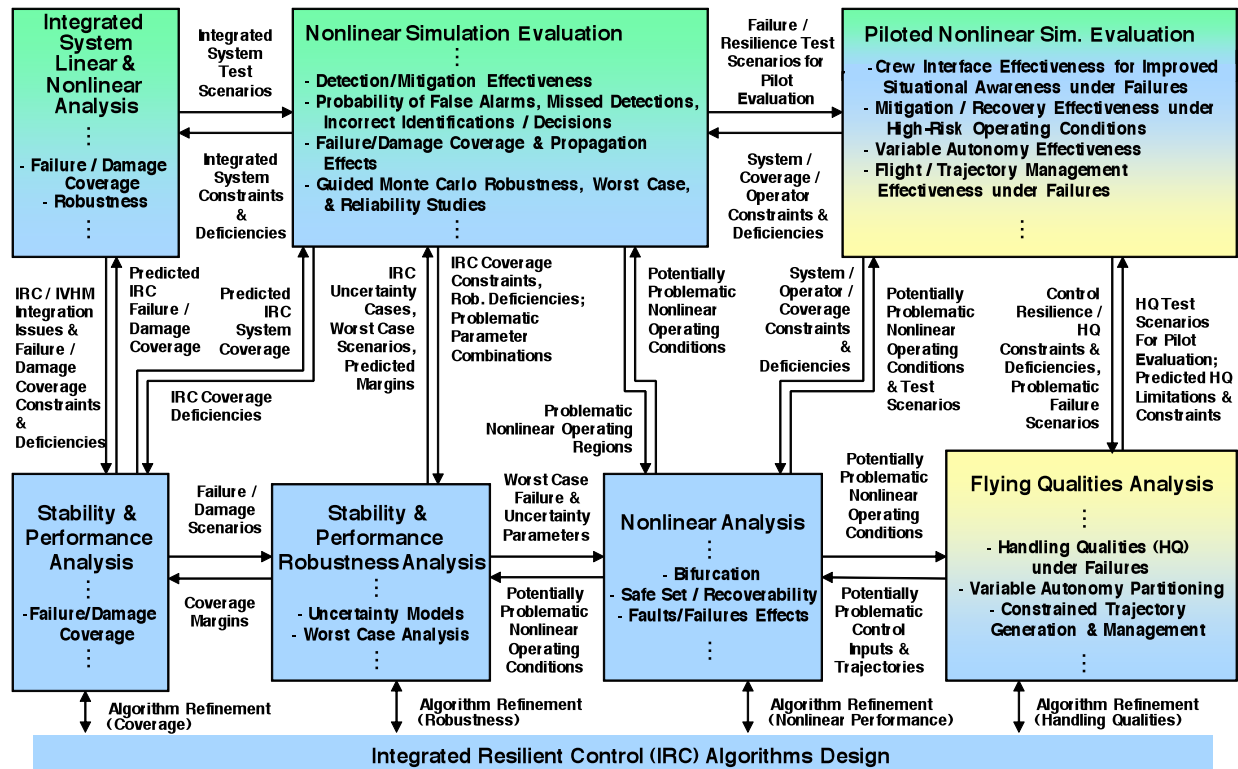 Integrated
System
Linear &
Nonlinear
Analysis
- Failure / Damage
Coverage
- Robustness
Integrated
System
Test
Scenarios
Integrated
System
Constraints
&
Deficiencies
Nonlinear Simulation Evaluation
- Detection/Mitigation Effectiveness
- Probability of False Alarms, Missed Detections,
Incorrect Identifications / Decisions
- Failure/Damage Coverage & Propagation
Effects
- Guided Monte Carlo Robustness, Worst Case,
& Reliability Studies
Failure /
Resilience Test
Scenarios for
Pilot
Evaluation
System /
Coverage /
Operator
Constraints &
Deficiencies
Piloted Nonlinear Sim. Evaluation
- Crew Interface Effectiveness for Improved
Situational Awareness under Failures
- Mitigation / Recovery Effectiveness under
High-Risk Operating Conditions
- Variable Autonomy Effectiveness
- Flight / Trajectory Management
Effectiveness under Failures
IRC / IVHM
Integration
Issues &
Failure /
Damage
Coverage
Constraints
&
Deficiencies
Predicted
IRC
Failure /
Damage
Coverage
Predicted
IRC
System
Coverage
IRC Coverage
Deficiencies
IRC
Uncertainty
Cases,
Worst Case
Scenarios,
Predicted
Margins
IRC Coverage
Constraints,
Rob. Deficiencies;
Problematic
Parameter
Combinations
Potentially
Problematic
Nonlinear
Operating
Conditions
Problematic
Nonlinear Operating
Regions
System /
Operator /
Coverage
Constraints
&
Deficiencies
Potentially
Problematic
Nonlinear
Operating
Conditions
& Test
Scenarios
Control
Resilience /
HQ
Constraints &
Deficiencies,
Problematic
Failure
Scenarios
HQ Test
Scenarios
For Pilot
Evaluation;
Predicted HQ
Limitations &
Constraints
Stability &
Performance
Analysis
- Failure/Damage
Coverage
Failure /
Damage
Scenarios
Coverage
Margins
Stability &
Performance
Robustness Analysis
- Uncertainty Models
- Worst Case Analysis
Worst Case
Failure &
Uncertainty
Parameters
Potentially
Problematic
Nonlinear
Operating
Conditions
Nonlinear Analysis
- Bifurcation
- Safe Set / Recoverability
- Faults/Failures Effects
Potentially
Problematic
Nonlinear
Operating
Conditions
Potentially
Problematic
Control
Inputs &
Trajectories
Flying Qualities Analysis
- Handling Qualities (HQ)
under Failures
- Variable Autonomy Partitioning
- Constrained Trajectory
Generation & Management
Algorithm Refinement
(Coverage)
Algorithm Refinement
(Robustness)
Algorithm Refinement
(Nonlinear Performance)
Algorithm Refinement
(Handling Qualities)
Integrated Resilient Control (IRC) Algorithms Design